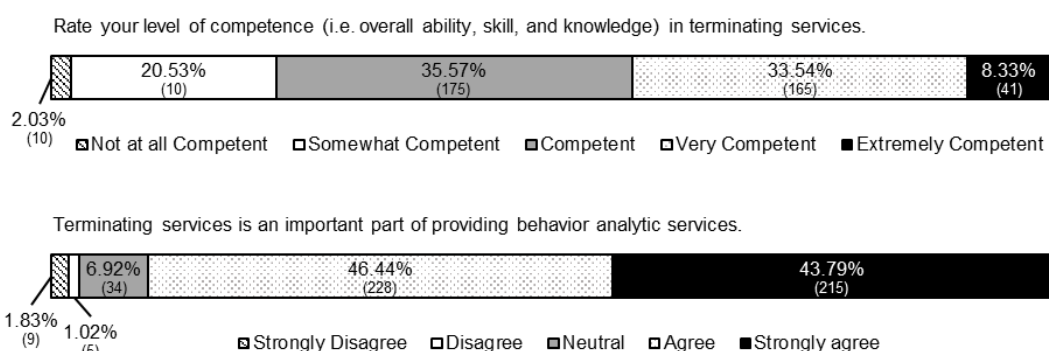 Rate your level of competence (i.e. overall ability, skill, and knowledge) in terminating services.
20.53% 35.57% 33.54% 8.33%
(10) (175) (165) (41)
2.03%
(10)
Not at all Competent Somewhat Competent Competent Very Competent Extremely Competent
Terminating services is an important part of providing behavior analytic services.
6.92% 46.44% 43.79%
(34) (228) (215)
1.83% 1.02%
(9) (5)
Strongly Disagree Disagree Neutral Agree Strongly agree